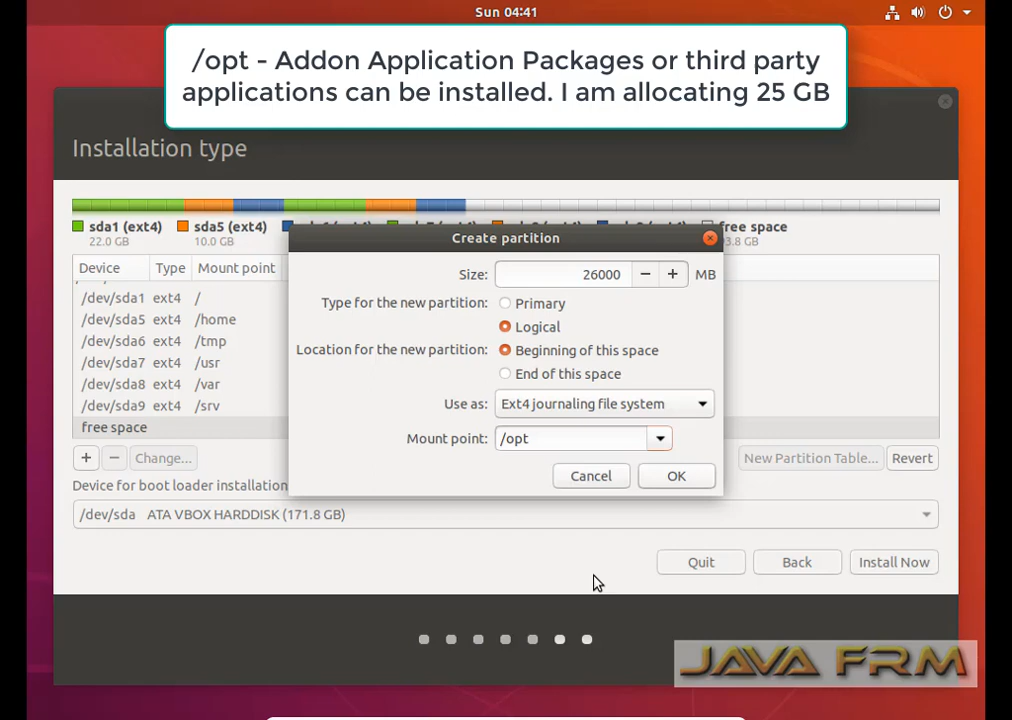 Sun 04:41
/opt - Addon Application Packages or third party
applications can be installed. I am allocating 25 GB
Installation type
sda1 (ext4)
22.0 GB
sda5 (ext4)
10.0 GB
free space
3.8 GB
Create partition
Size: 26000 MB
Type for the new partition: Primary
Logical
Location for the new partition: Beginning of this space
End of this space
Use as: Ext4 journaling file system
Mount point: /opt
Cancel OK
Device Type Mount point
/dev/sda1 ext4 /
/dev/sda5 ext4 /home
/dev/sda6 ext4 /tmp
/dev/sda7 ext4 /usr
/dev/sda8 ext4 /var
/dev/sda9 ext4 /srv
free space
+ − Change... New Partition Table... Revert
Device for boot loader installation
/dev/sda ATA VBOX HARDDISK (171.8 GB)
Quit Back Install Now
JAVA FRM